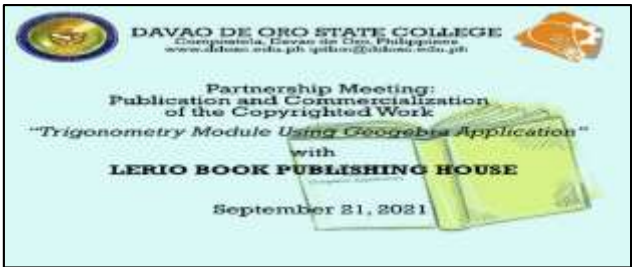 DAVAO DE ORO STATE COLLEGE
Compostela, Davao de Oro, Philippines
Partnership Meeting:
Publication and Commercialization
of the Copyrighted Work
"Trigonometry Module Using Geogebra Application"
with
LERIO BOOK PUBLISHING HOUSE
September 21, 2021